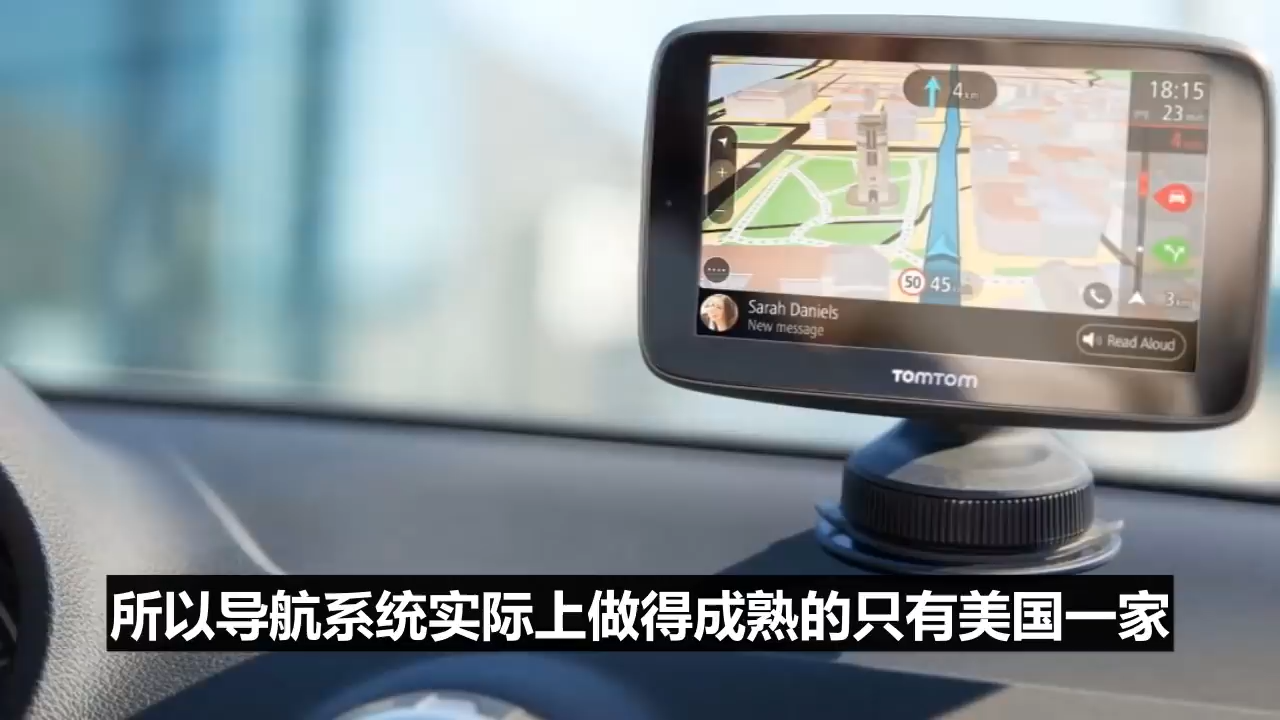 4 km
18:15
23 min
4 min
50
45
3 km
Sarah Daniels
New message
Read Aloud
TOMTOM
所以导航系统实际上做得成熟的只有美国一家